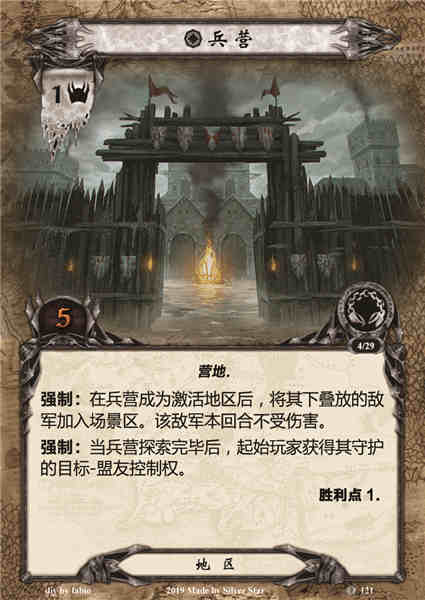 兵营
1
5
4/29
营地.
强制：在兵营成为激活地区后，将其下叠放的敌
军加入场景区。该敌军本回合不受伤害。
强制：当兵营探索完毕后，起始玩家获得其守护
的目标-盟友控制权。
胜利点 1.
地 区
diy by fabio
2019 Made by Silver Star
121